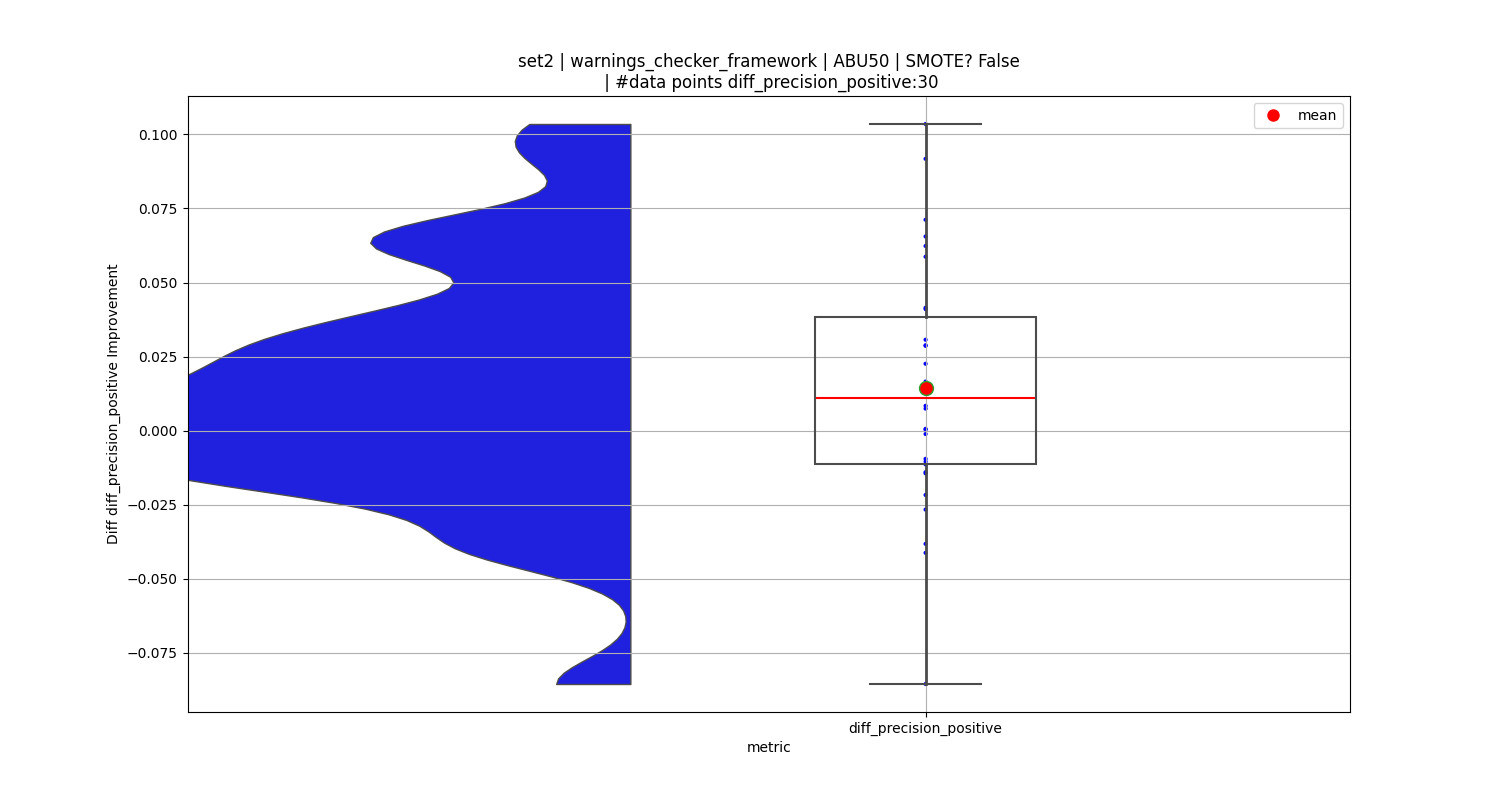 set2 | warnings_checker_framework | ABU50 | SMOTE? False
| #data points diff_precision_positive:30
mean
0.100
0.075
0.050
0.025
0.000
−0.025
−0.050
−0.075
Diff diff_precision_positive Improvement
diff_precision_positive
metric